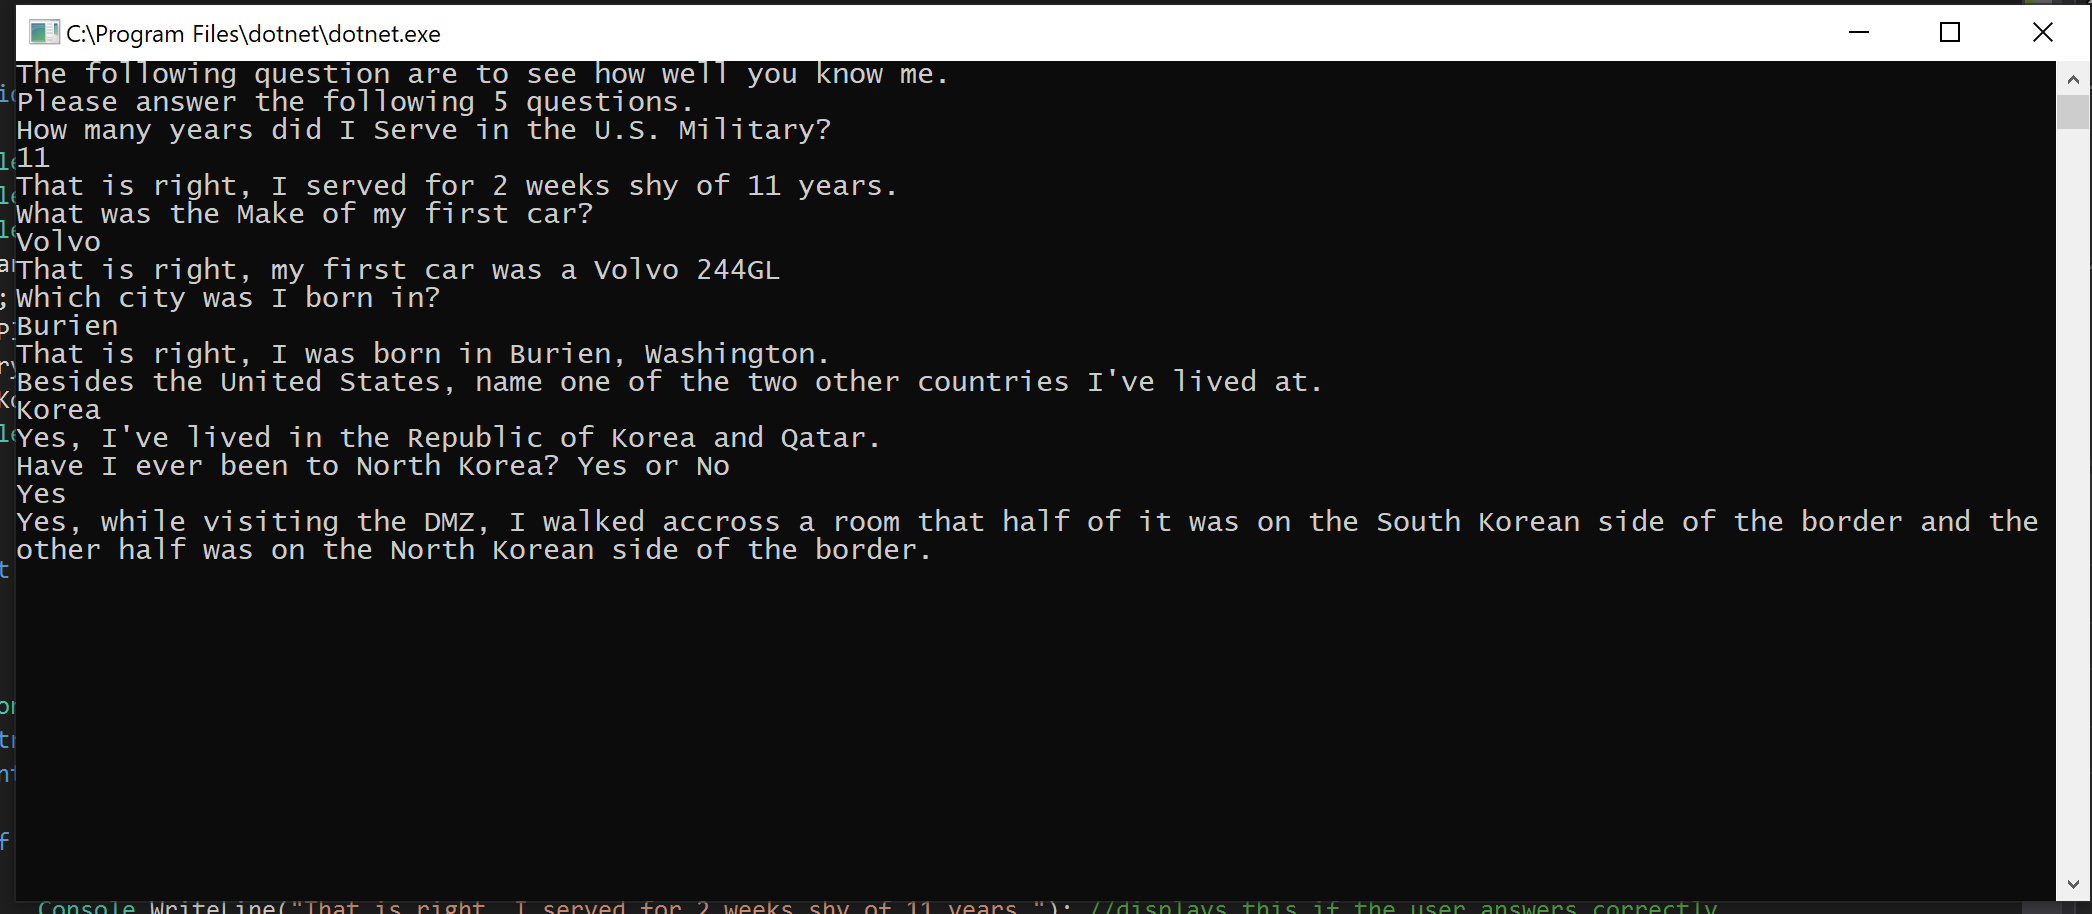 C:\Program Files\dotnet\dotnet.exe
The following question are to see how well you know me.
Please answer the following 5 questions.
How many years did I Serve in the U.S. Military?
11
That is right, I served for 2 weeks shy of 11 years.
What was the Make of my first car?
Volvo
That is right, my first car was a Volvo 244GL
Which city was I born in?
Burien
That is right, I was born in Burien, Washington.
Besides the United States, name one of the two other countries I've lived at.
Korea
Yes, I've lived in the Republic of Korea and Qatar.
Have I ever been to North Korea? Yes or No
Yes
Yes, while visiting the DMZ, I walked accross a room that half of it was on the South Korean side of the border and the
other half was on the North Korean side of the border.
Console.WriteLine("That is right, I served for 2 weeks shy of 11 years."); //displays this if the user answers correctly